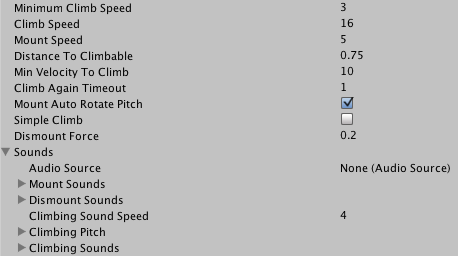 Minimum Climb Speed 3
Climb Speed 16
Mount Speed 5
Distance To Climbable 0.75
Min Velocity To Climb 10
Climb Again Timeout 1
Mount Auto Rotate Pitch
Simple Climb
Dismount Force 0.2
Sounds
Audio Source None (Audio Source)
Mount Sounds
Dismount Sounds
Climbing Sound Speed 4
Climbing Pitch
Climbing Sounds